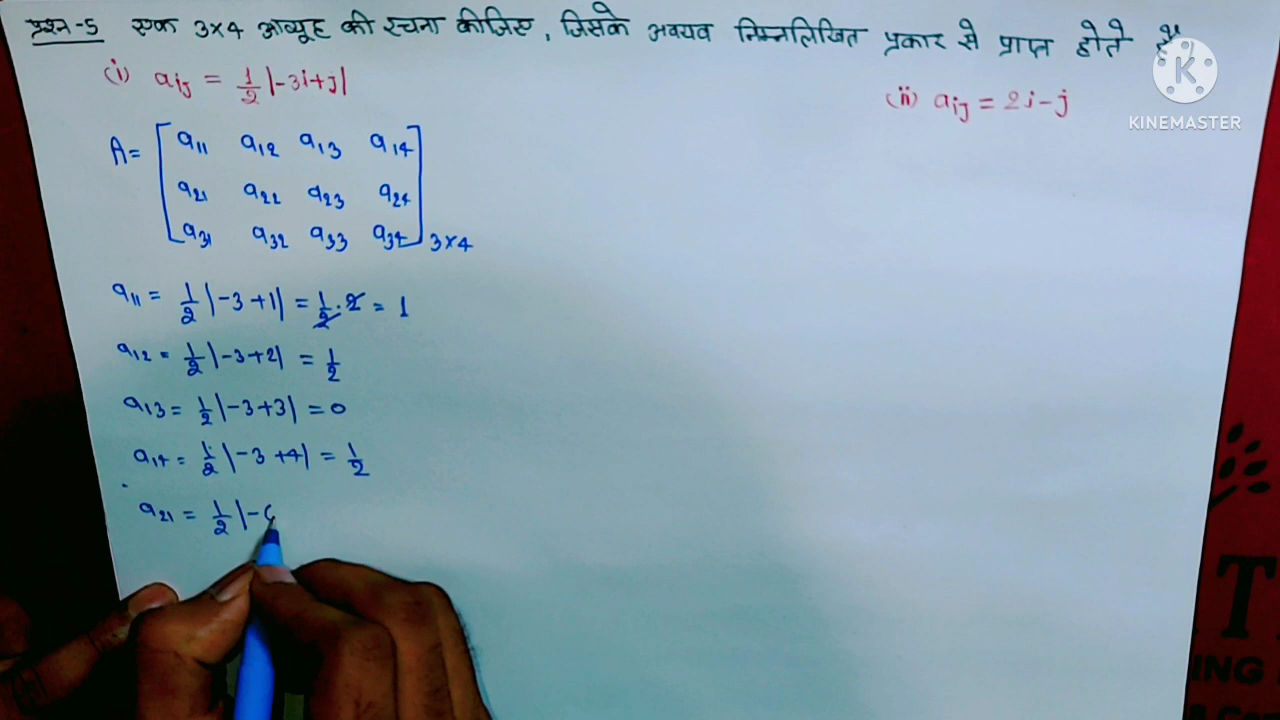 प्रश्न-5 एक 3×4 आव्यूह की रचना कीजिए, जिसके अवयव निम्नलिखित प्रकार से प्राप्त होते हैं
(i) aij = 1/2 |-3i+j|
(ii) aij = 2i-j
KINEMASTER
A = [a11 a12 a13 a14
a21 a22 a23 a24
a31 a32 a33 a34] 3×4
a11 = 1/2 |-3+1| = 1/2 . 2 = 1
a12 = 1/2 |-3+2| = 1/2
a13 = 1/2 |-3+3| = 0
a14 = 1/2 |-3+4| = 1/2
a21 = 1/2 |-
T
ING